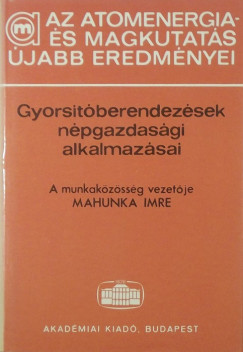 AZ ATOMENERGIA-
ÉS MAGKUTATÁS
ÚJABB EREDMÉNYEI
Gyorsítóberendezések
népgazdasági
alkalmazásai
A munkaközösség vezetője
MAHUNKA IMRE
AKADÉMIAI KIADÓ, BUDAPEST